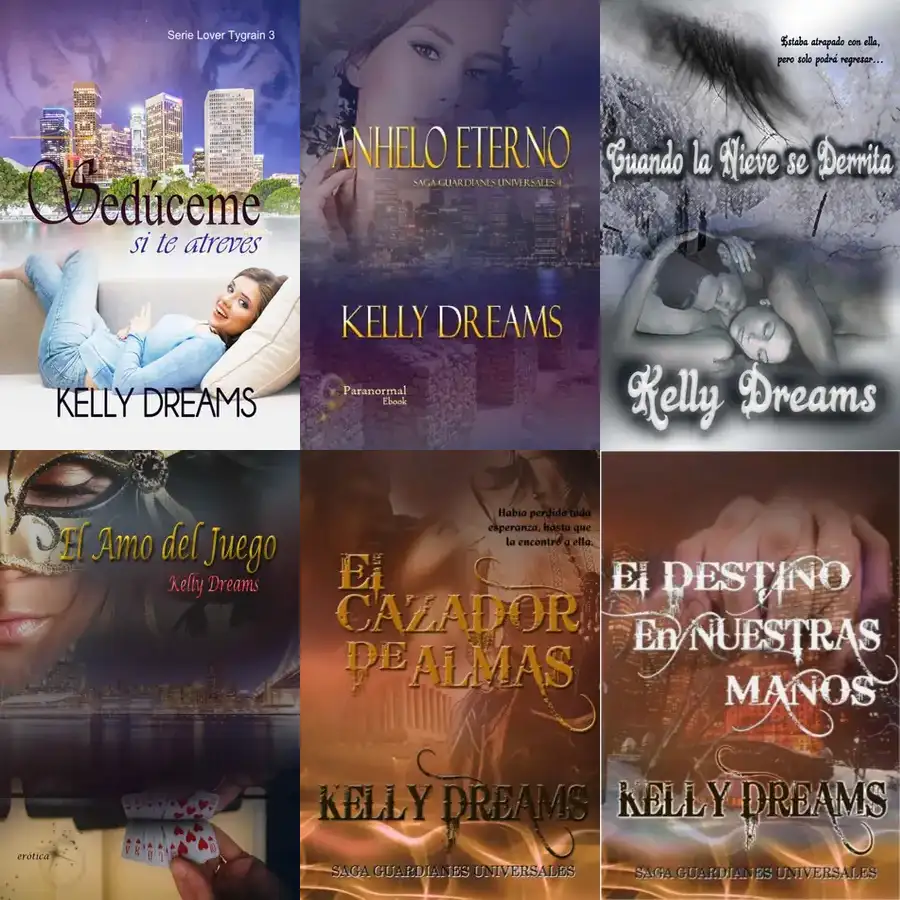 Serie Lover Tygrain 3
Sedúceme
si te atreves
KELLY DREAMS
ANHELO ETERNO
SAGA GUARDIANES UNIVERSALES 4
KELLY DREAMS
Paranormal
Ebook
Estaba atrapado con ella,
pero solo podrá regresar...
Cuando la Nieve se Derrita
Kelly Dreams
El Amo del Juego
Kelly Dreams
erótica
Había perdido toda
esperanza, hasta que
la encontró a ella.
El
CAZADOR
DE ALMAS
KELLY DREAMS
SAGA GUARDIANES UNIVERSALES
El DESTINO
En NUESTRAS
MANOS
KELLY DREAMS
SAGA GUARDIANES UNIVERSALES